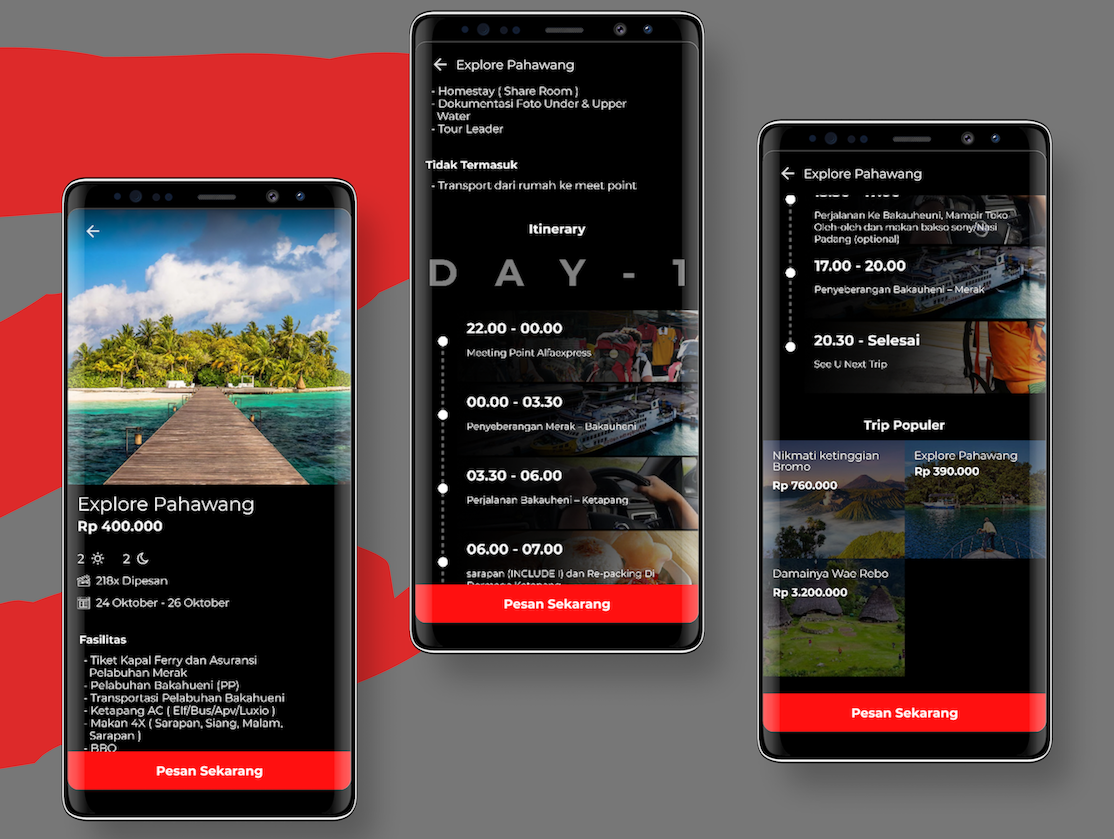 Explore Pahawang
Rp 400.000
2 2
218x Dipesan
24 Oktober - 26 Oktober
Fasilitas
- Tiket Kapal Ferry dan Asuransi
Pelabuhan Merak
- Pelabuhan Bakahueni (PP)
- Transportasi Pelabuhan Bakahueni
- Ketapang AC ( Elf/Bus/Apv/Luxio )
- Makan 4X ( Sarapan, Siang, Malam,
Sarapan )
- BBQ
Pesan Sekarang
Explore Pahawang
- Homestay ( Share Room )
- Dokumentasi Foto Under & Upper
Water
- Tour Leader
Tidak Termasuk
- Transport dari rumah ke meet point
Itinerary
DAY-1
22.00 - 00.00
Meeting Point Alfaexpress
00.00 - 03.30
Penyeberangan Merak – Bakauheni
03.30 - 06.00
Perjalanan Bakauheni – Ketapang
06.00 - 07.00
sarapan (INCLUDE 1) dan Re-packing Di
Dermaga Ketapang
Pesan Sekarang
Explore Pahawang
Perjalanan Ke Bakauheuni, Mampir Toko
Oleh-oleh dan makan bakso sony/Nasi
Padang (optional)
17.00 - 20.00
Penyeberangan Bakauheni – Merak
20.30 - Selesai
See U Next Trip
Trip Populer
Nikmati ketinggian
Bromo
Rp 760.000
Explore Pahawang
Rp 390.000
Damainya Wae Rebo
Rp 3.200.000
Pesan Sekarang